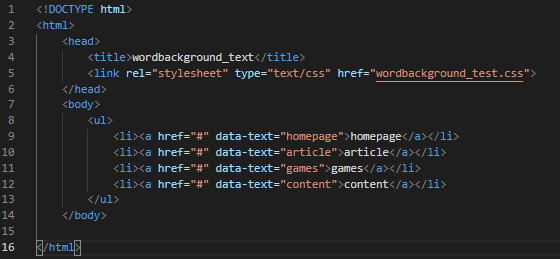 1 <!DOCTYPE html>
2 <html>
3     <head>
4         <title>wordbackground_text</title>
5         <link rel="stylesheet" type="text/css" href="wordbackground_test.css">
6     </head>
7     <body>
8         <ul>
9             <li><a href="#" data-text="homepage">homepage</a></li>
10             <li><a href="#" data-text="article">article</a></li>
11             <li><a href="#" data-text="games">games</a></li>
12             <li><a href="#" data-text="content">content</a></li>
13         </ul>
14     </body>
15
16 </html>